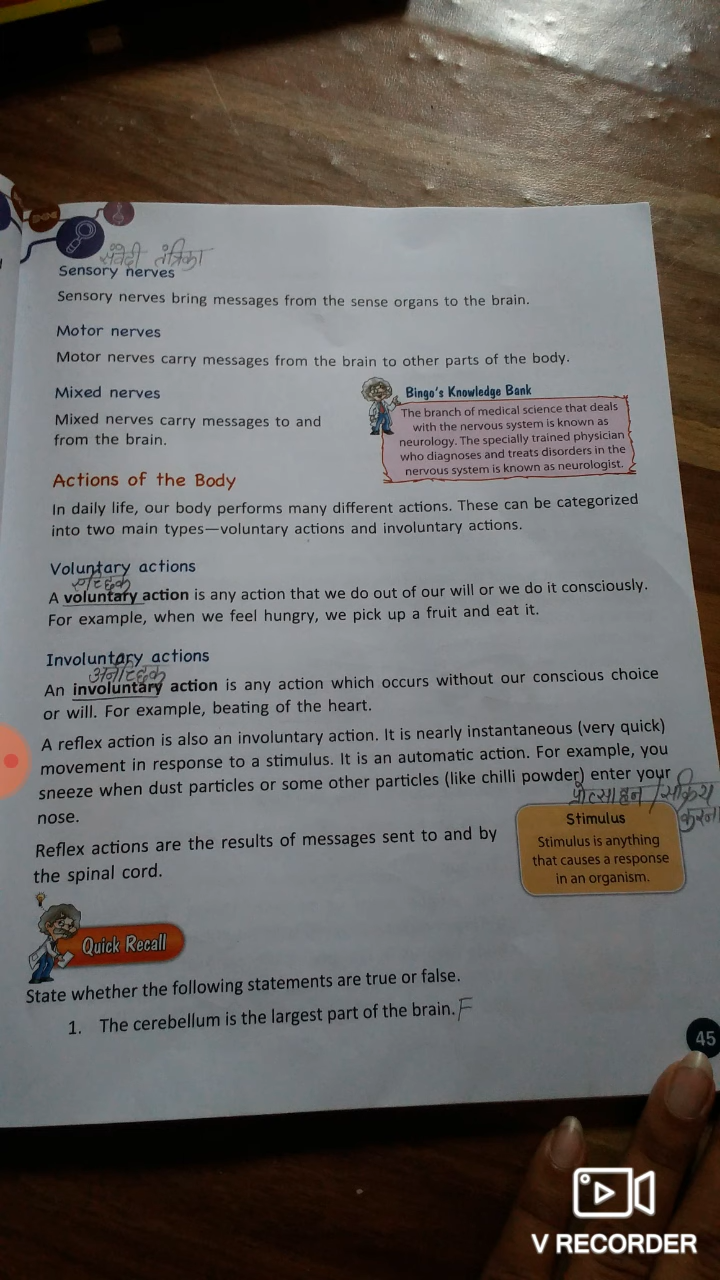 संवेदी तंत्रिका
Sensory nerves
Sensory nerves bring messages from the sense organs to the brain.
Motor nerves
Motor nerves carry messages from the brain to other parts of the body.
Mixed nerves
Mixed nerves carry messages to and
from the brain.
Bingo's Knowledge Bank
The branch of medical science that deals
with the nervous system is known as
neurology. The specially trained physician
who diagnoses and treats disorders in the
nervous system is known as neurologist.
Actions of the Body
In daily life, our body performs many different actions. These can be categorized
into two main types—voluntary actions and involuntary actions.
Voluntary actions
A voluntary action is any action that we do out of our will or we do it consciously.
For example, when we feel hungry, we pick up a fruit and eat it.
Involuntary actions
An involuntary action is any action which occurs without our conscious choice
or will. For example, beating of the heart.
A reflex action is also an involuntary action. It is nearly instantaneous (very quick)
movement in response to a stimulus. It is an automatic action. For example, you
sneeze when dust particles or some other particles (like chilli powder) enter your
nose.
प्रोत्साहन / सक्रिय
करना
Stimulus
Stimulus is anything
that causes a response
in an organism.
Reflex actions are the results of messages sent to and by
the spinal cord.
Quick Recall
State whether the following statements are true or false.
1. The cerebellum is the largest part of the brain. F
45
V RECORDER